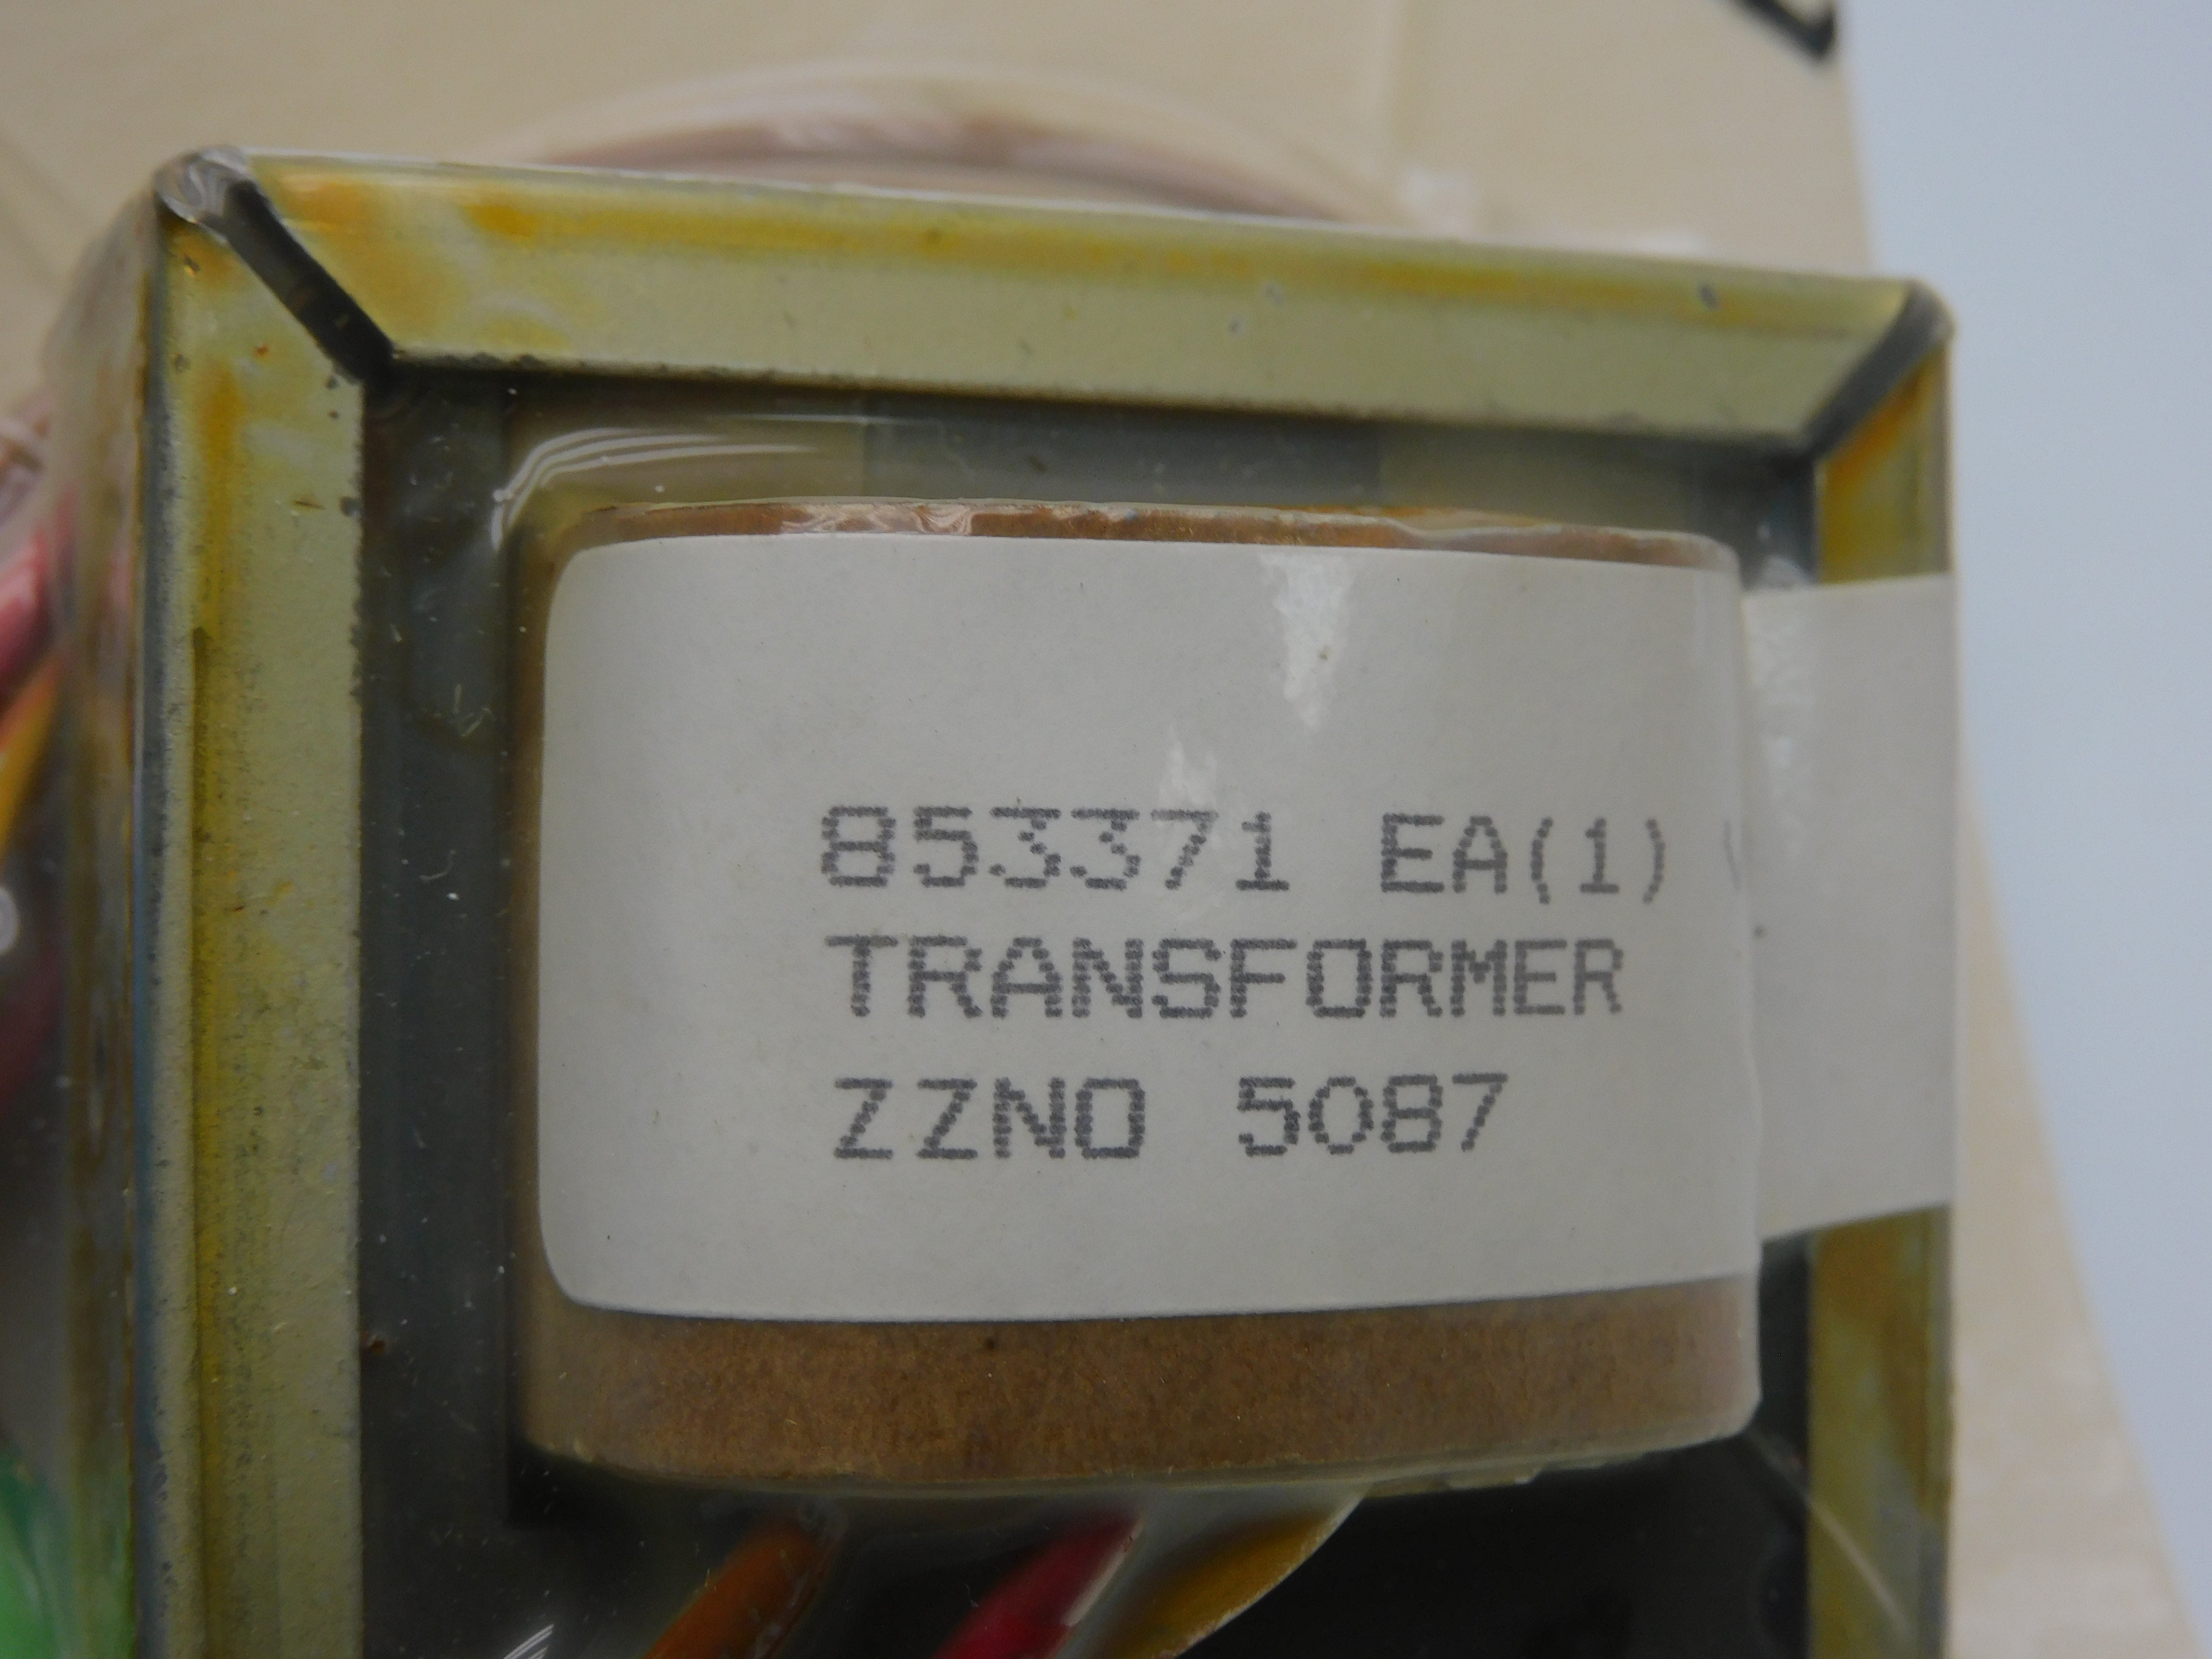 853371 EA(1)
TRANSFORMER
ZZNO 5087